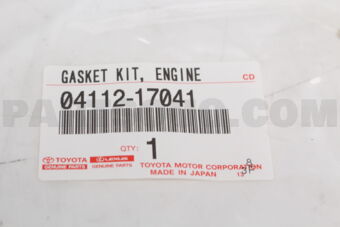 GASKET KIT, ENGINE CD
04112-17041
QTY: 1
TOYOTA LEXUS
GENUINE PARTS GENUINE PARTS
TOYOTA MOTOR CORPORATION
MADE IN JAPAN